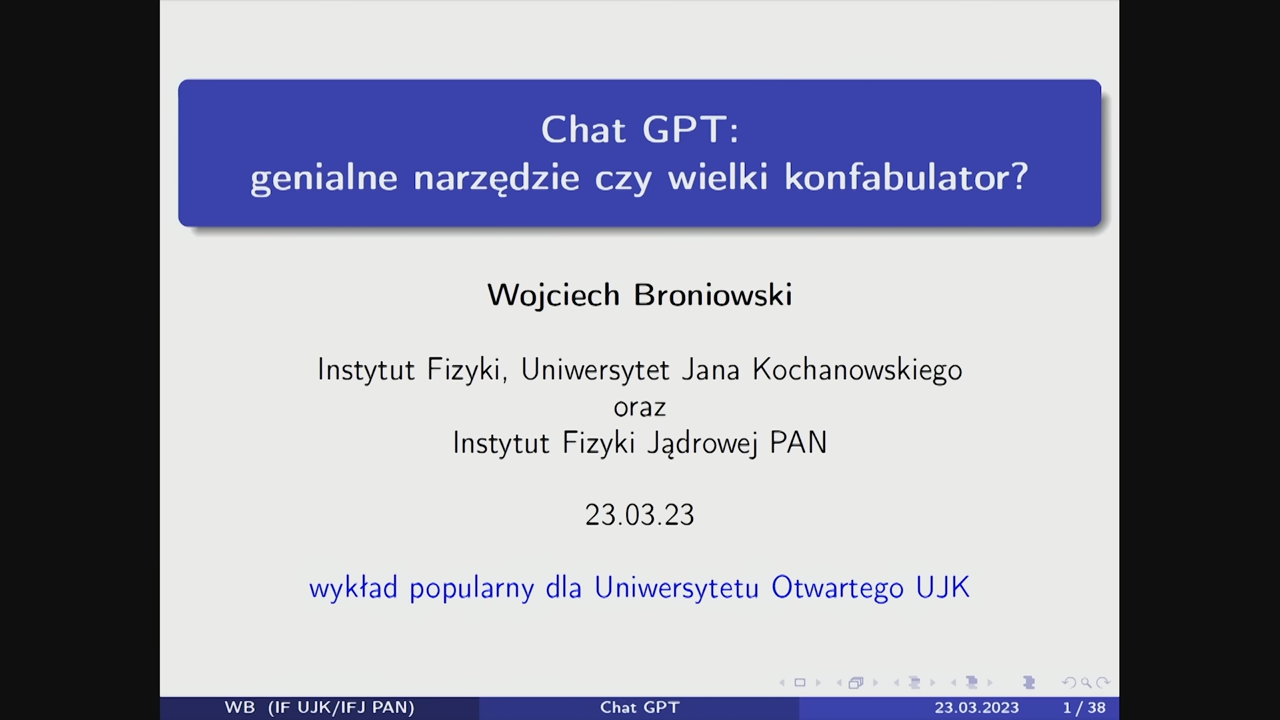 Chat GPT:
genialne narzędzie czy wielki konfabulator?
Wojciech Broniowski
Instytut Fizyki, Uniwersytet Jana Kochanowskiego
oraz
Instytut Fizyki Jądrowej PAN
23.03.23
wykład popularny dla Uniwersytetu Otwartego UJK
WB (IF UJK/IFJ PAN) Chat GPT 23.03.2023 1 / 38